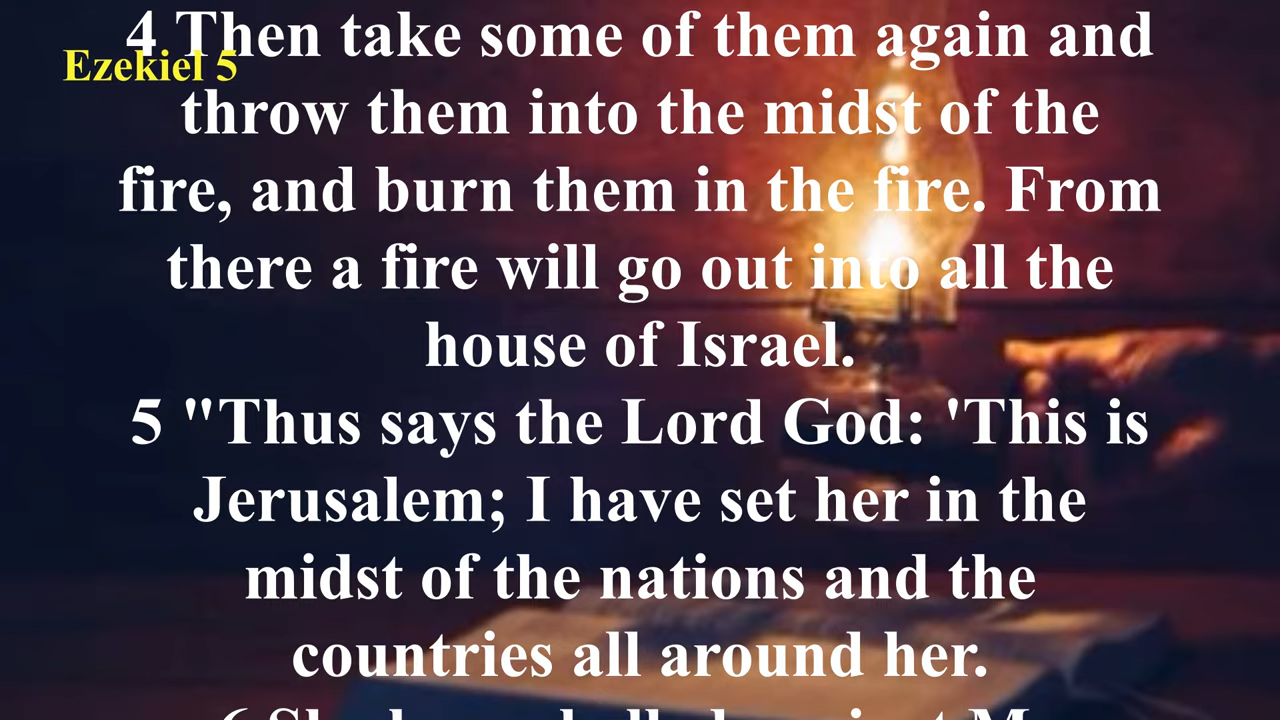 4 Then take some of them again and
Ezekiel 5
throw them into the midst of the
fire, and burn them in the fire. From
there a fire will go out into all the
house of Israel.
5 "Thus says the Lord God: 'This is
Jerusalem; I have set her in the
midst of the nations and the
countries all around her.
6